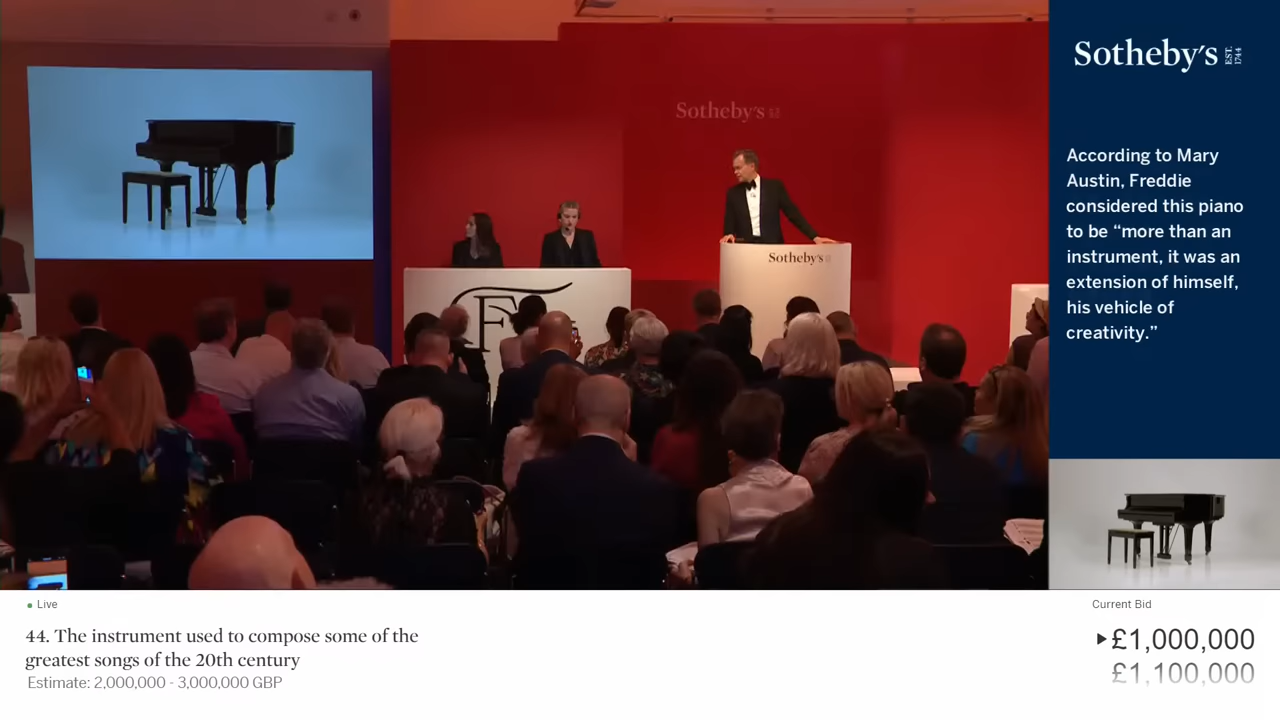 Sotheby's EST. 1744
According to Mary
Austin, Freddie
considered this piano
to be “more than an
instrument, it was an
extension of himself,
his vehicle of
creativity.”
Sotheby's
Sotheby's
F
Live
44. The instrument used to compose some of the
greatest songs of the 20th century
Estimate: 2,000,000 - 3,000,000 GBP
Current Bid
£1,000,000
£1,100,000